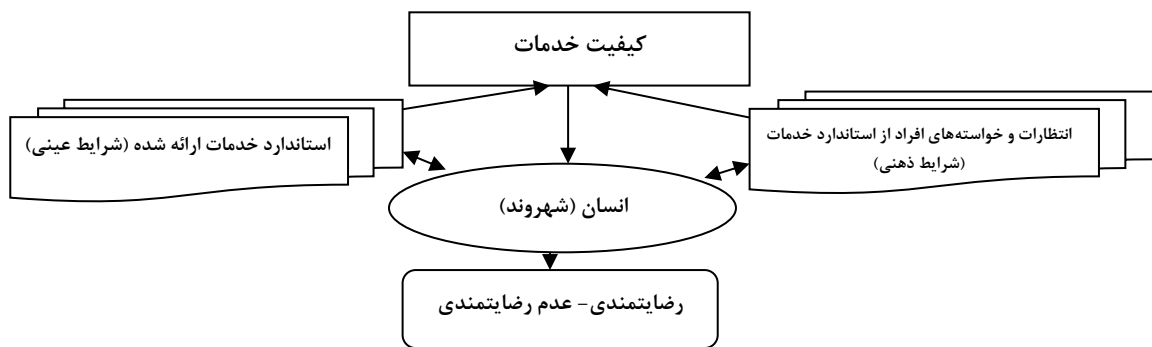 کیفیت خدمات
انتظارات و خواسته‌های افراد از استاندارد خدمات
(شرایط ذهنی)
استاندارد خدمات ارائه شده (شرایط عینی)
انسان (شهروند)
رضایتمندی- عدم رضایتمندی